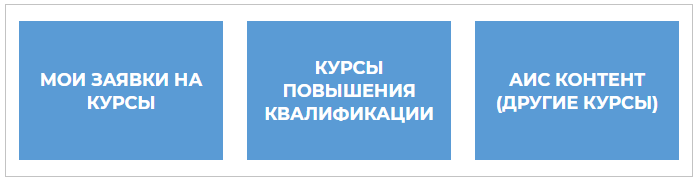 МОИ ЗАЯВКИ НА
КУРСЫ
КУРСЫ
ПОВЫШЕНИЯ
КВАЛИФИКАЦИИ
АИС КОНТЕНТ
(ДРУГИЕ КУРСЫ)